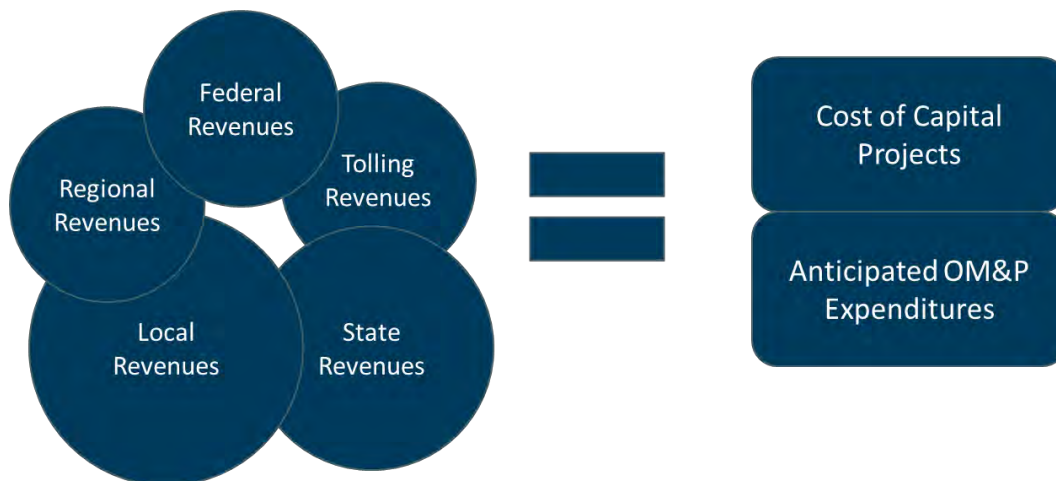 Federal
Revenues
Tolling
Revenues
Regional
Revenues
Local
Revenues
State
Revenues
Cost of Capital
Projects
Anticipated OM&P
Expenditures